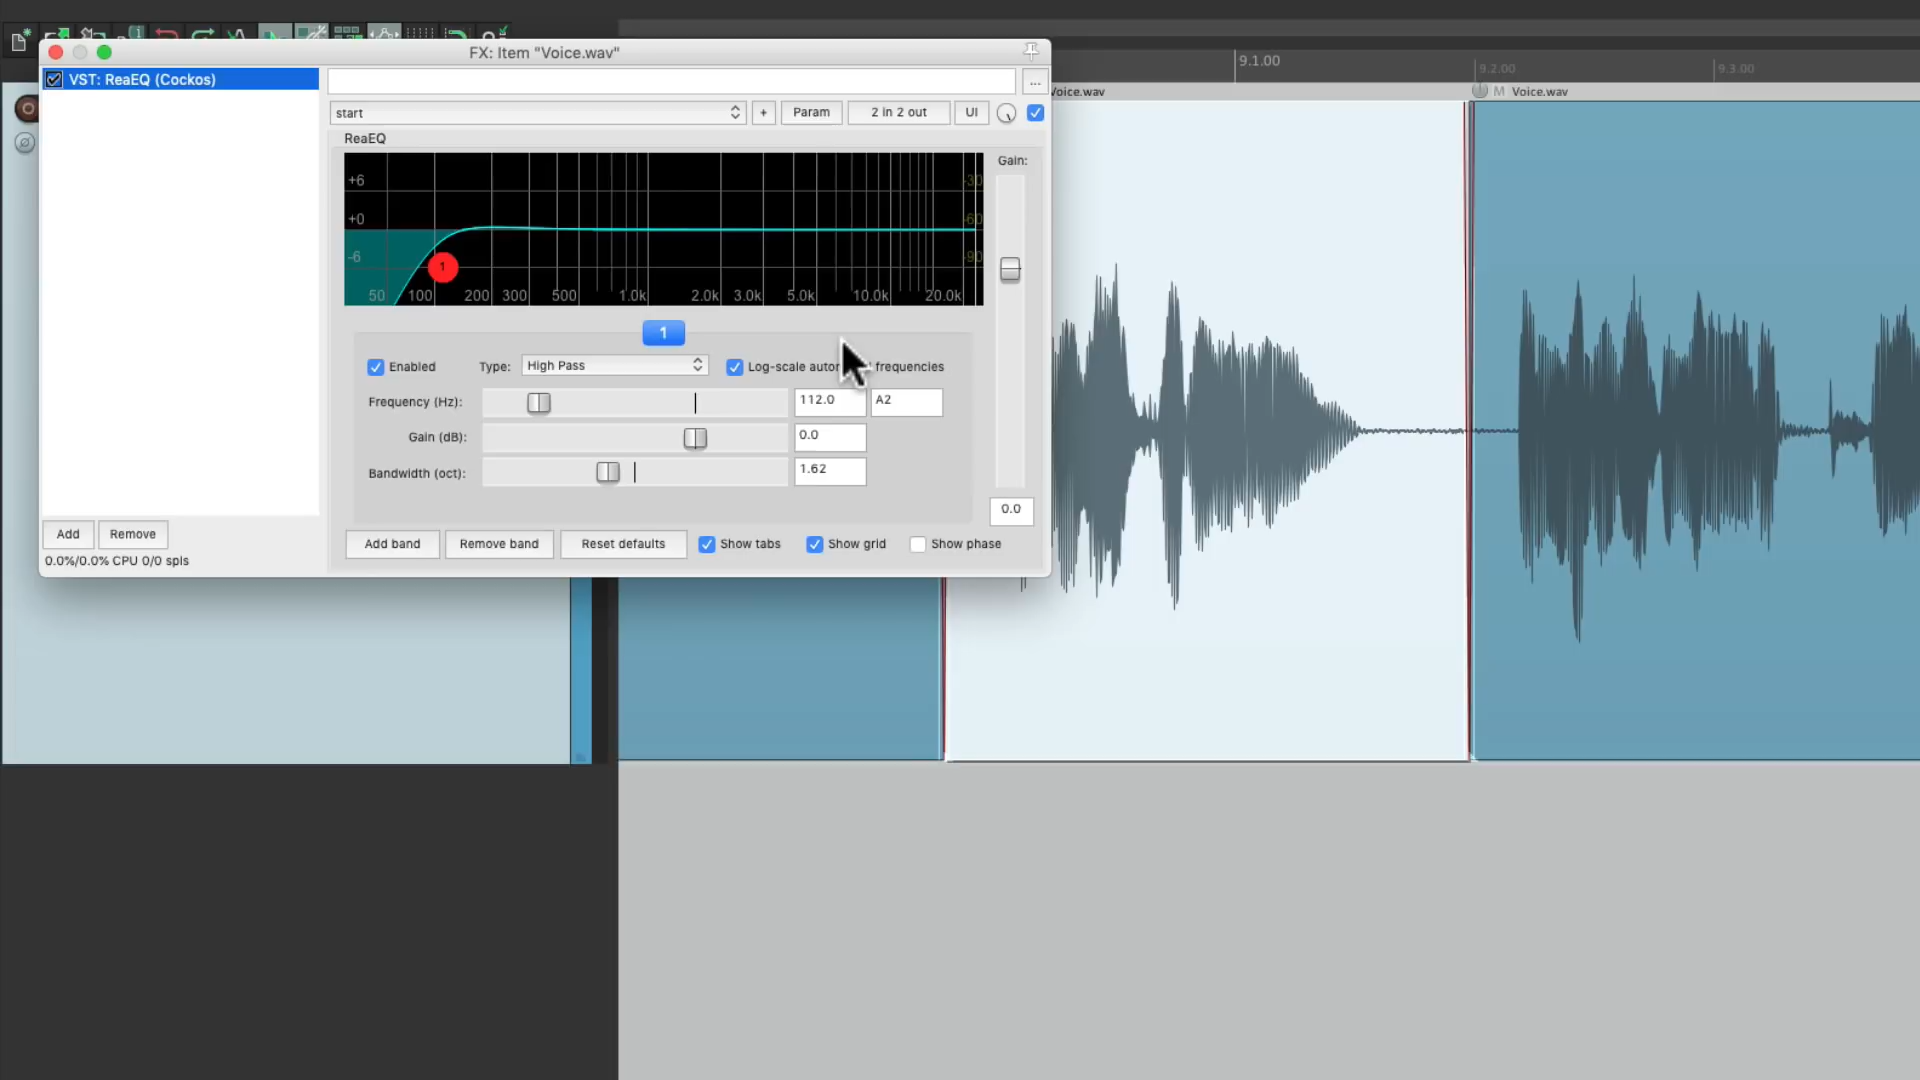 FX: Item "Voice.wav"
VST: ReaEQ (Cockos)
...
start
+
Param
2 in 2 out
UI
ReaEQ
Gain:
+6
+0
-6
-30
-60
-90
1
50 100 200 300 500 1.0k 2.0k 3.0k 5.0k 10.0k 20.0k
1
Enabled
Type: High Pass
Log-scale auto frequencies
Frequency (Hz): 112.0 A2
Gain (dB): 0.0
Bandwidth (oct): 1.62
0.0
Add band
Remove band
Reset defaults
Show tabs
Show grid
Show phase
Add
Remove
0.0%/0.0% CPU 0/0 spls
9.1.00
9.2.00
9.3.00
Voice.wav
M Voice.wav